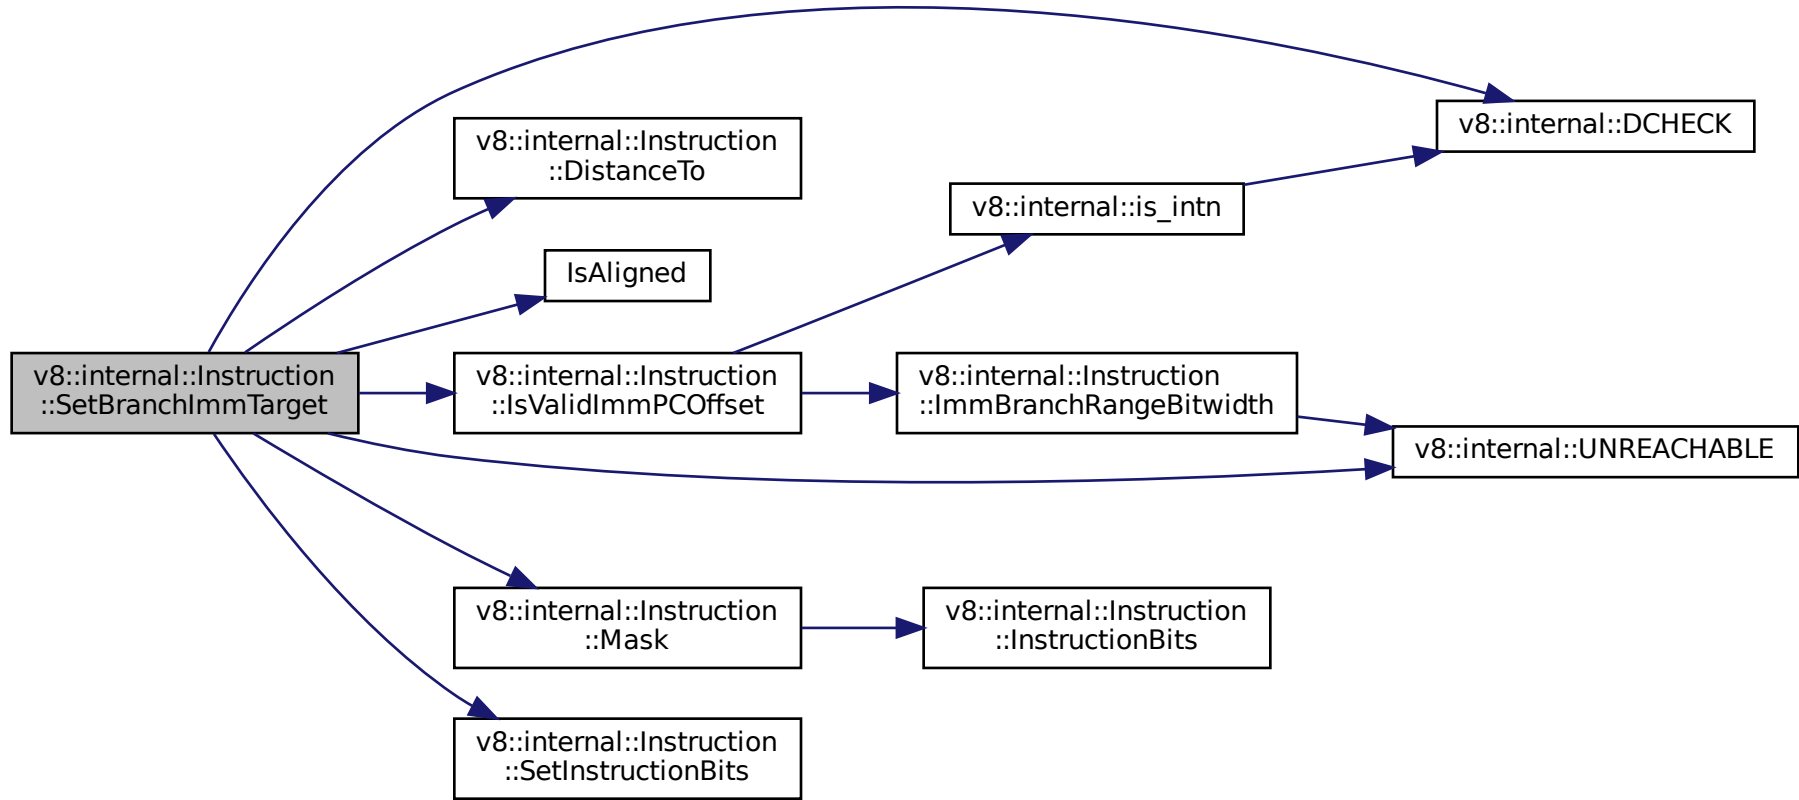 v8::internal::Instruction
::SetBranchImmTarget
v8::internal::DCHECK
v8::internal::Instruction
::DistanceTo
IsAligned
v8::internal::Instruction
::IsValidImmPCOffset
v8::internal::is_intn
v8::internal::Instruction
::ImmBranchRangeBitwidth
v8::internal::UNREACHABLE
v8::internal::Instruction
::Mask
v8::internal::Instruction
::InstructionBits
v8::internal::Instruction
::SetInstructionBits